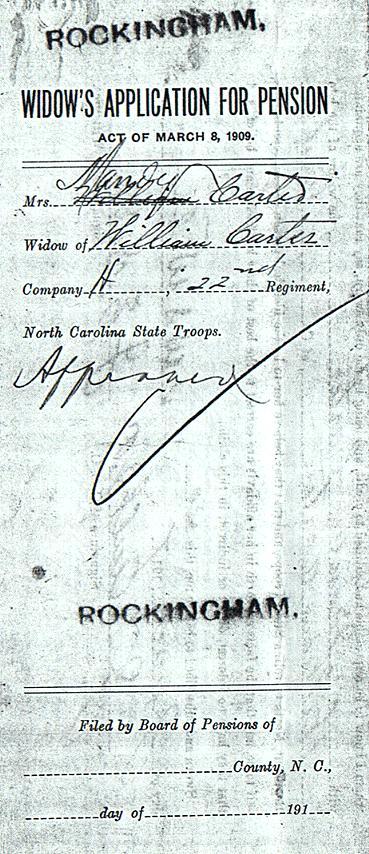 ROCKINGHAM,
WIDOW'S APPLICATION FOR PENSION
ACT OF MARCH 8, 1909.
Mrs. Mandy Carter
Widow of William Carter
Company H, 22nd Regiment,
North Carolina State Troops.
Approved
ROCKINGHAM.
Filed by Board of Pensions of
County, N. C.,
day of 191